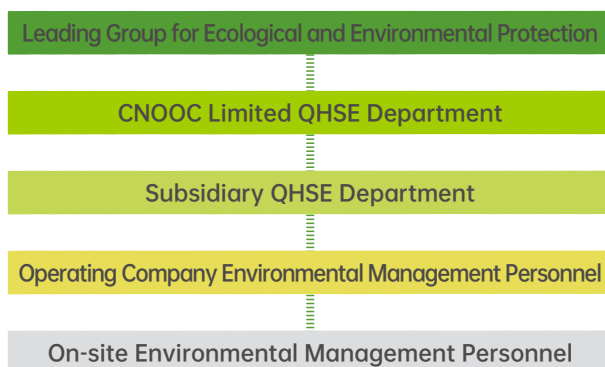 Leading Group for Ecological and Environmental Protection
CNOOC Limited QHSE Department
Subsidiary QHSE Department
Operating Company Environmental Management Personnel
On-site Environmental Management Personnel